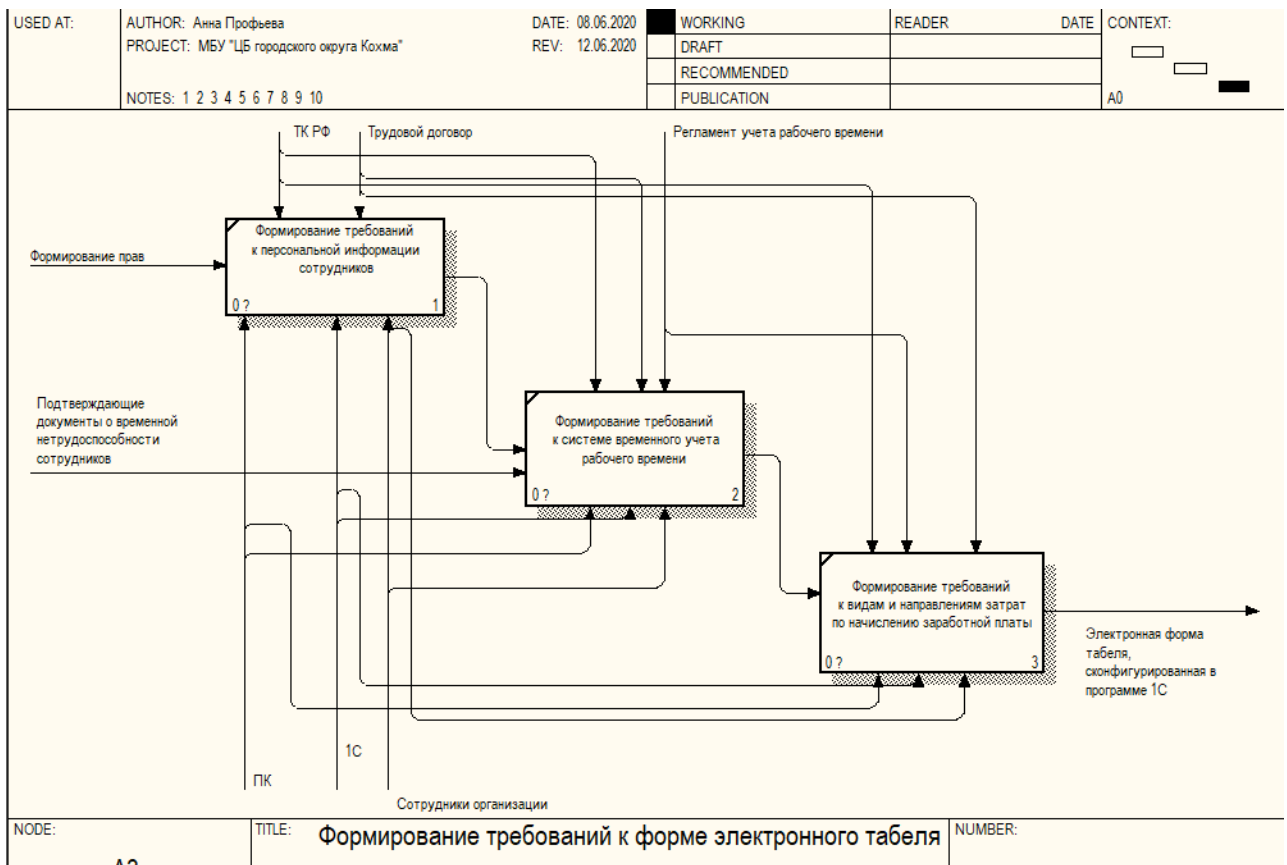 USED AT:
AUTHOR: Анна Профьева
DATE: 08.06.2020
PROJECT: МБУ "ЦБ городского округа Кохма"
REV: 12.06.2020
NOTES: 1 2 3 4 5 6 7 8 9 10
WORKING
DRAFT
RECOMMENDED
PUBLICATION
READER
DATE
CONTEXT:
A0
ТК РФ
Трудовой договор
Регламент учета рабочего времени
Формирование прав
Формирование требований
к персональной информации
сотрудников
0 ?
1
Подтверждающие
документы о временной
нетрудоспособности
сотрудников
Формирование требований
к системе временного учета
рабочего времени
0 ?
2
Формирование требований
к видам и направлениям затрат
по начислению заработной платы
0 ?
3
Электронная форма
табеля,
сконфигурированная в
программе 1С
1С
ПК
Сотрудники организации
NODE:
TITLE:
Формирование требований к форме электронного табеля
NUMBER: